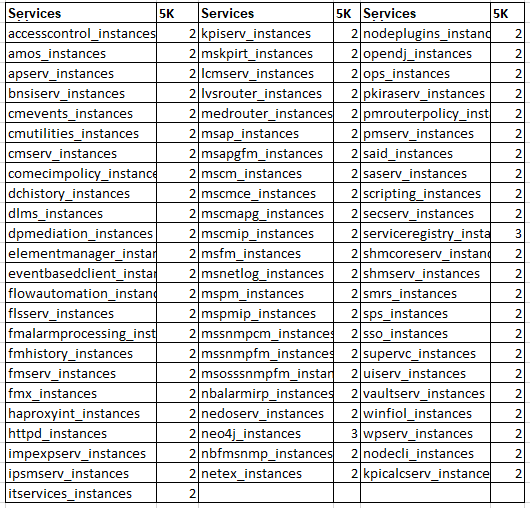 Services 5K Services 5K Services 5K
accesscontrol_instances 2 kpiserv_instances 2 nodeplugins_instanc 2
amos_instances 2 mskpirt_instances 2 opendj_instances 2
apserv_instances 2 lcmserv_instances 2 ops_instances 2
bnsiserv_instances 2 lvsrouter_instances 2 pkiraserv_instances 2
cmevents_instances 2 medrouter_instances 2 pmrouterpolicy_inst 2
cmutilities_instances 2 msap_instances 2 pmserv_instances 2
cmserv_instances 2 msapgfm_instances 2 said_instances 2
comecimpolicy_instance 2 mscm_instances 2 saserv_instances 2
dchistory_instances 2 mscmce_instances 2 scripting_instances 2
dlms_instances 2 mscmapg_instances 2 secserv_instances 2
dpmediation_instances 2 mscmip_instances 2 serviceregistry_insta 3
elementmanager_instan 2 msfm_instances 2 shmcoreserv_instanc 2
eventbasedclient_instan 2 msnetlog_instances 2 shmserv_instances 2
flowautomation_instanc 2 mspm_instances 2 smrs_instances 2
flsserv_instances 2 mspmip_instances 2 sps_instances 2
fmalarmprocessing_inst 2 mssnmpcm_instances 2 sso_instances 2
fmhistory_instances 2 mssnmpfm_instances 2 supervc_instances 2
fmserv_instances 2 msosssnmpfm_instan 2 uiserv_instances 2
fmx_instances 2 nbalarmirp_instances 2 vaultserv_instances 2
haproxyint_instances 2 nedoserv_instances 2 winfiol_instances 2
httpd_instances 2 neo4j_instances 3 wpserv_instances 2
impexpserv_instances 2 nbfmsnmp_instances 2 nodecli_instances 2
ipsmserv_instances 2 netex_instances 2 kpicalcserv_instance 2
itservices_instances 2